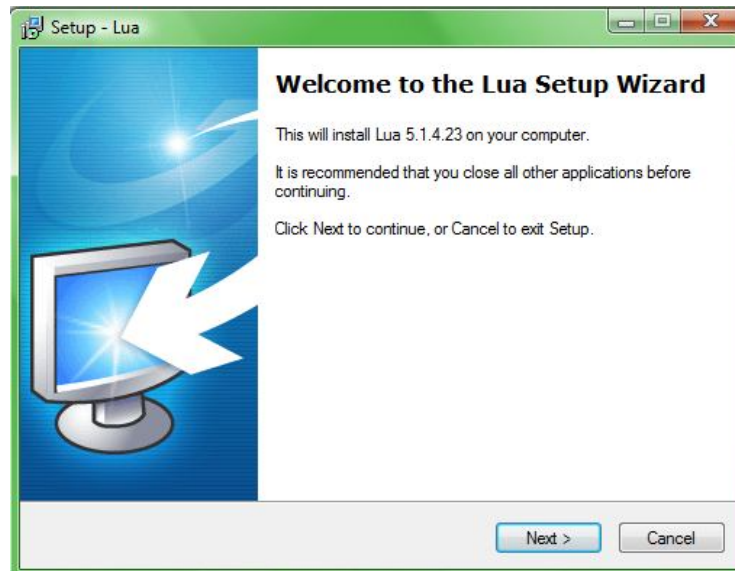 Setup - Lua
Welcome to the Lua Setup Wizard
This will install Lua 5.1.4.23 on your computer.
It is recommended that you close all other applications before
continuing.
Click Next to continue, or Cancel to exit Setup.
Next >
Cancel